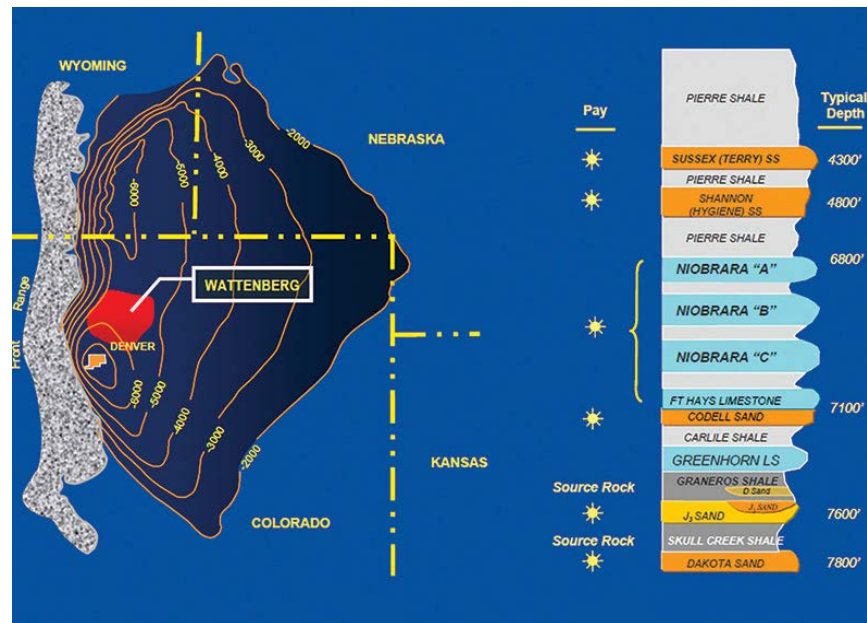 WYOMING
NEBRASKA
-2000
-3000
-4000
-5000
-6000
WATTENBERG
Front Range
DENVER
-6000
-5000
-4000
-3000
-2000
KANSAS
COLORADO
Pay
Typical
Depth
PIERRE SHALE
SUSSEX (TERRY) SS
4300'
PIERRE SHALE
SHANNON
(HYGIENE) SS
4800'
PIERRE SHALE
6800'
NIOBRARA "A"
NIOBRARA "B"
NIOBRARA "C"
FT HAYS LIMESTONE
7100'
CODELL SAND
CARLILE SHALE
GREENHORN LS
Source Rock
GRANEROS SHALE
D Sand
J₃ SAND
SAND
7600'
Source Rock
SKULL CREEK SHALE
DAKOTA SAND
7800'